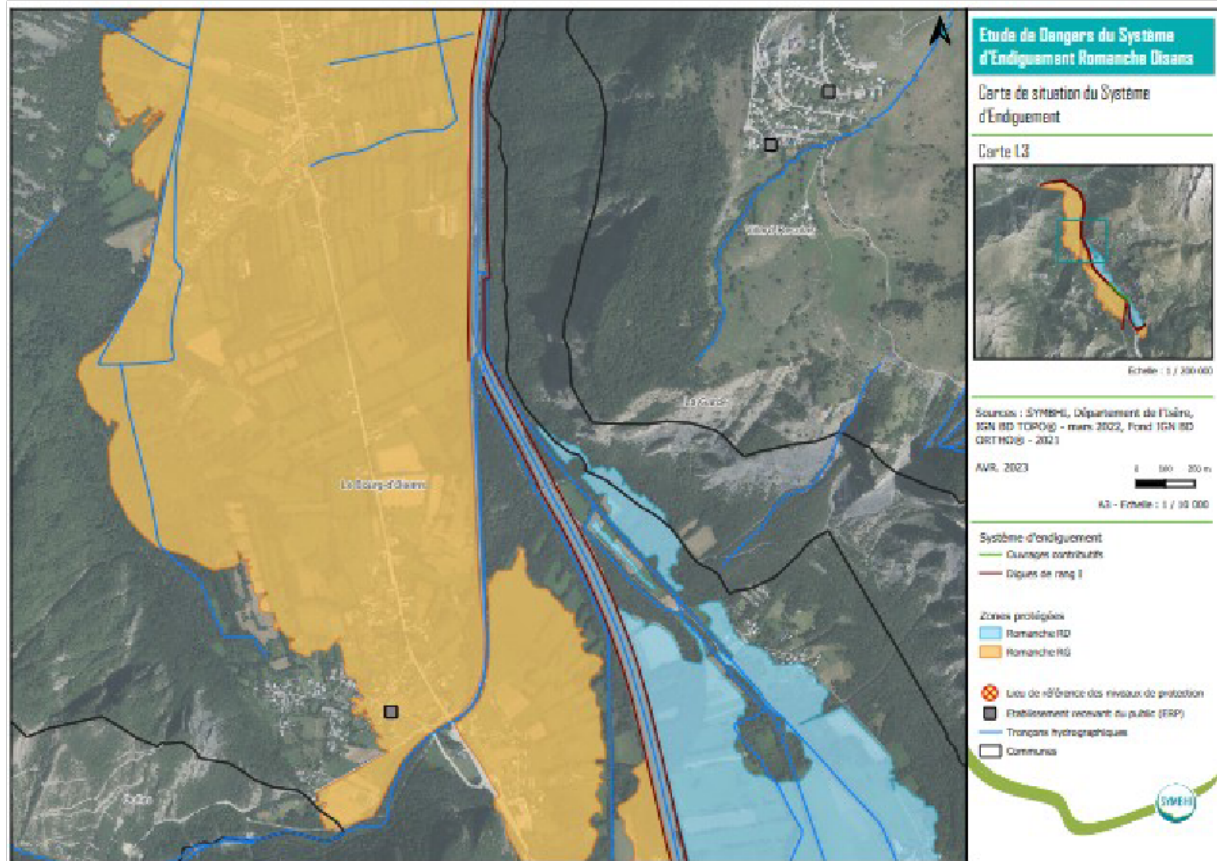 Etude de Dangers du Système
d'Endiguement Romanche Oisans
Carte de situation du Système
d'Endiguement
Carte 1.3
Echelle : 1 / 200 000
Sources : SYMBHI, Département de l'Isère,
IGN BD TOPO® - mars 2022, Fond IGN BD
ORTHO® - 2021
AVR. 2023
A3 - Echelle : 1 / 10 000
Système d'endiguement
Ouvrages contributifs
Digues de rang I
Zones protégées
Romanche RD
Romanche RG
Lieu de référence des niveaux de protection
Etablissement recevant du public (ERP)
Tronçons hydrographiques
Communes
SYMBHI
La Garde
Le Bourg-d'Oisans